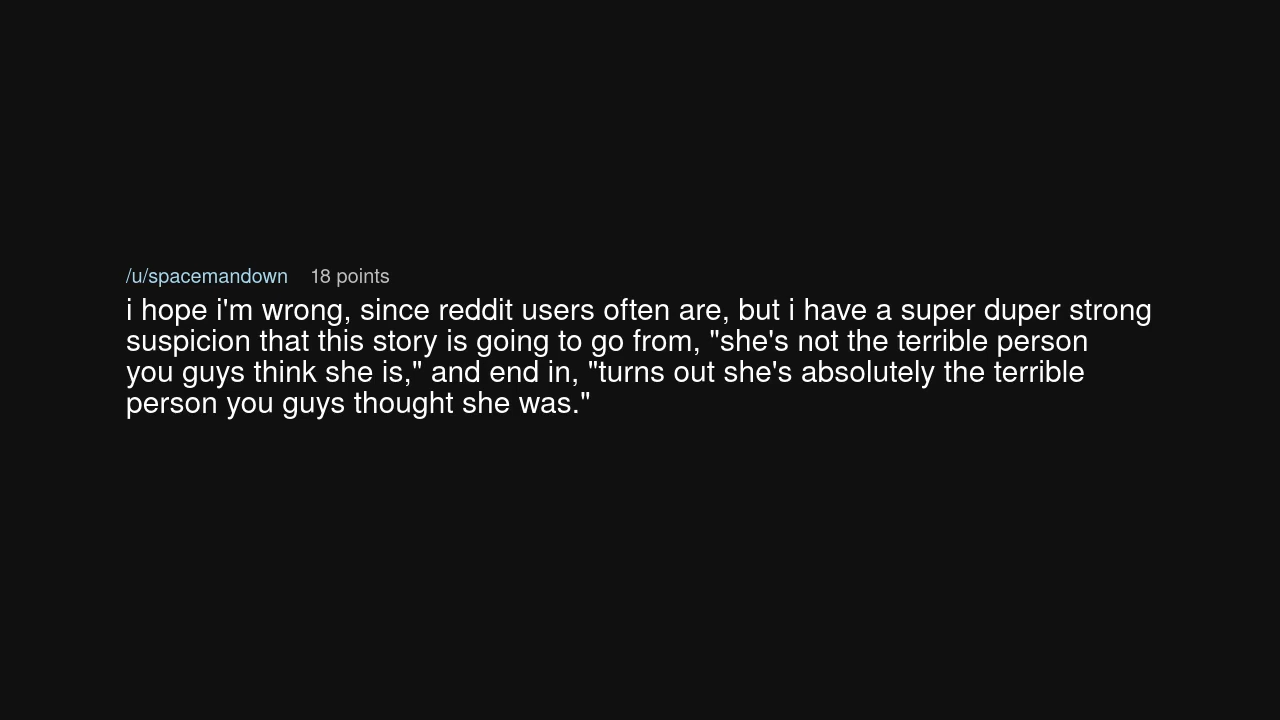 /u/spacemandown 18 points
i hope i'm wrong, since reddit users often are, but i have a super duper strong
suspicion that this story is going to go from, "she's not the terrible person
you guys think she is," and end in, "turns out she's absolutely the terrible
person you guys thought she was."